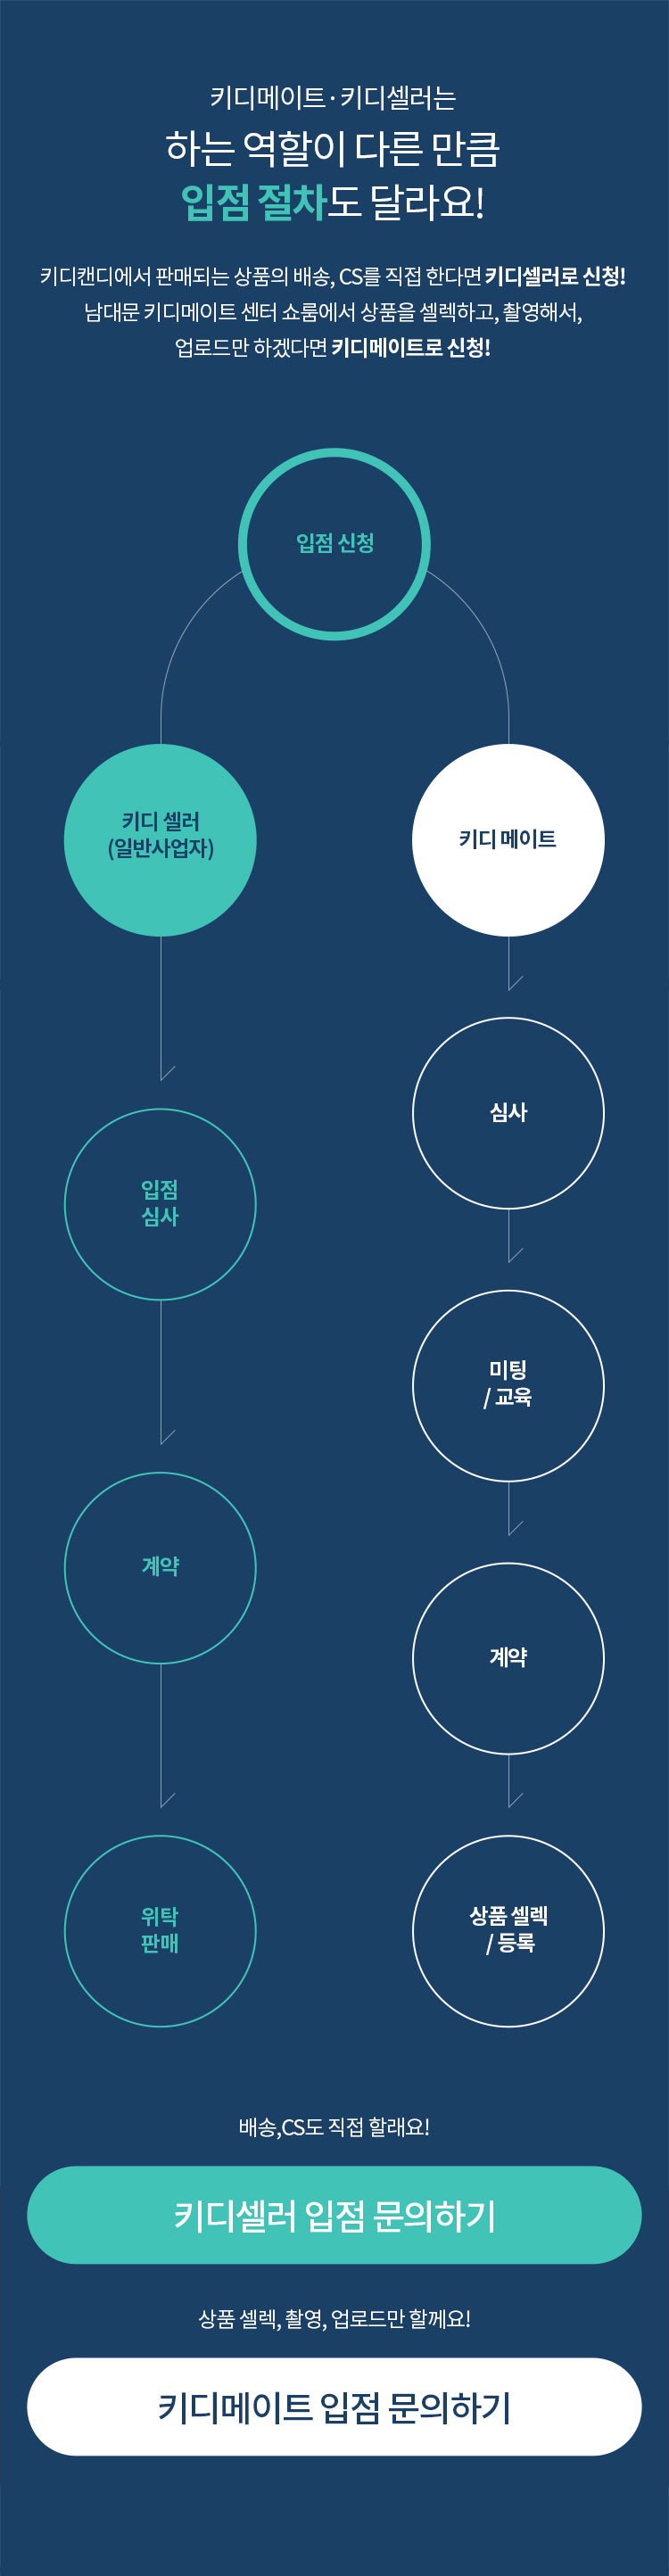 키디메이트·키디셀러는
하는 역할이 다른 만큼
입점 절차도 달라요!
키디캔디에서 판매되는 상품의 배송, CS를 직접 한다면 키디셀러로 신청!
남대문 키디메이트 센터 쇼룸에서 상품을 셀렉하고, 촬영해서,
업로드만 하겠다면 키디메이트로 신청!
입점 신청
키디 셀러
(일반사업자)
키디 메이트
심사
입점
심사
미팅
/ 교육
계약
계약
위탁
판매
상품 셀렉
/ 등록
배송,CS도 직접 할래요!
키디셀러 입점 문의하기
상품 셀렉, 촬영, 업로드만 할께요!
키디메이트 입점 문의하기